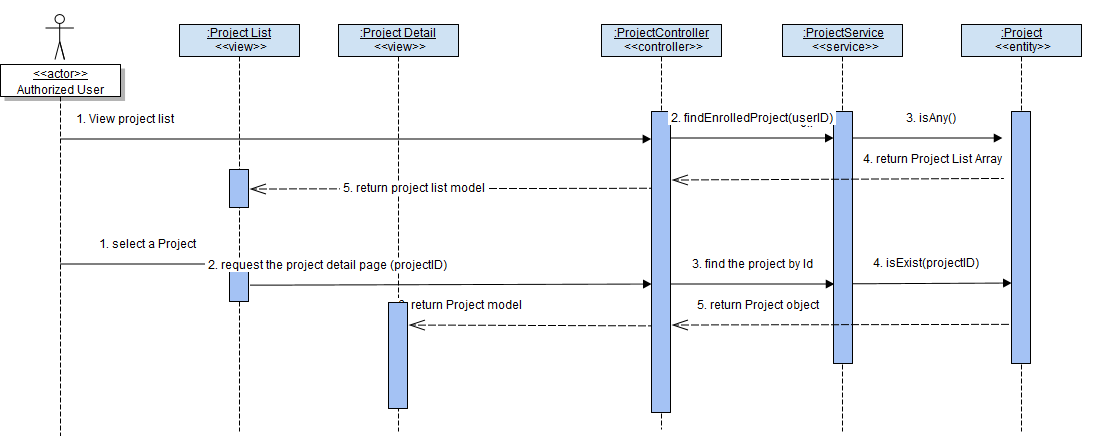 :Project List
<<view>>
:Project Detail
<<view>>
:ProjectController
<<controller>>
:ProjectService
<<service>>
:Project
<<entity>>
<<actor>>
Authorized User
1. View project list
2. findEnrolledProject(userID)
3. isAny()
4. return Project List Array
5. return project list model
1. select a Project
2. request the project detail page (projectID)
3. find the project by Id
4. isExist(projectID)
return Project model
5. return Project object